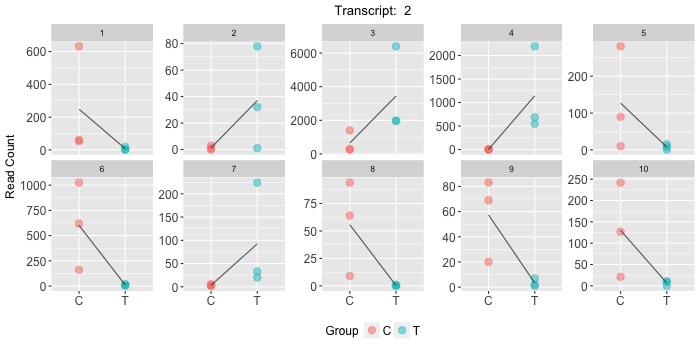 Transcript: 2
1 2 3 4 5
600 400 200 0
80 60 40 20 0
6000 4000 2000 0
2000 1500 1000 500 0
200 100 0
Read Count
6 7 8 9 10
1000 750 500 250 0
200 150 100 50 0
75 50 25 0
80 60 40 20 0
250 200 150 100 50 0
C T C T C T C T C T
Group C T